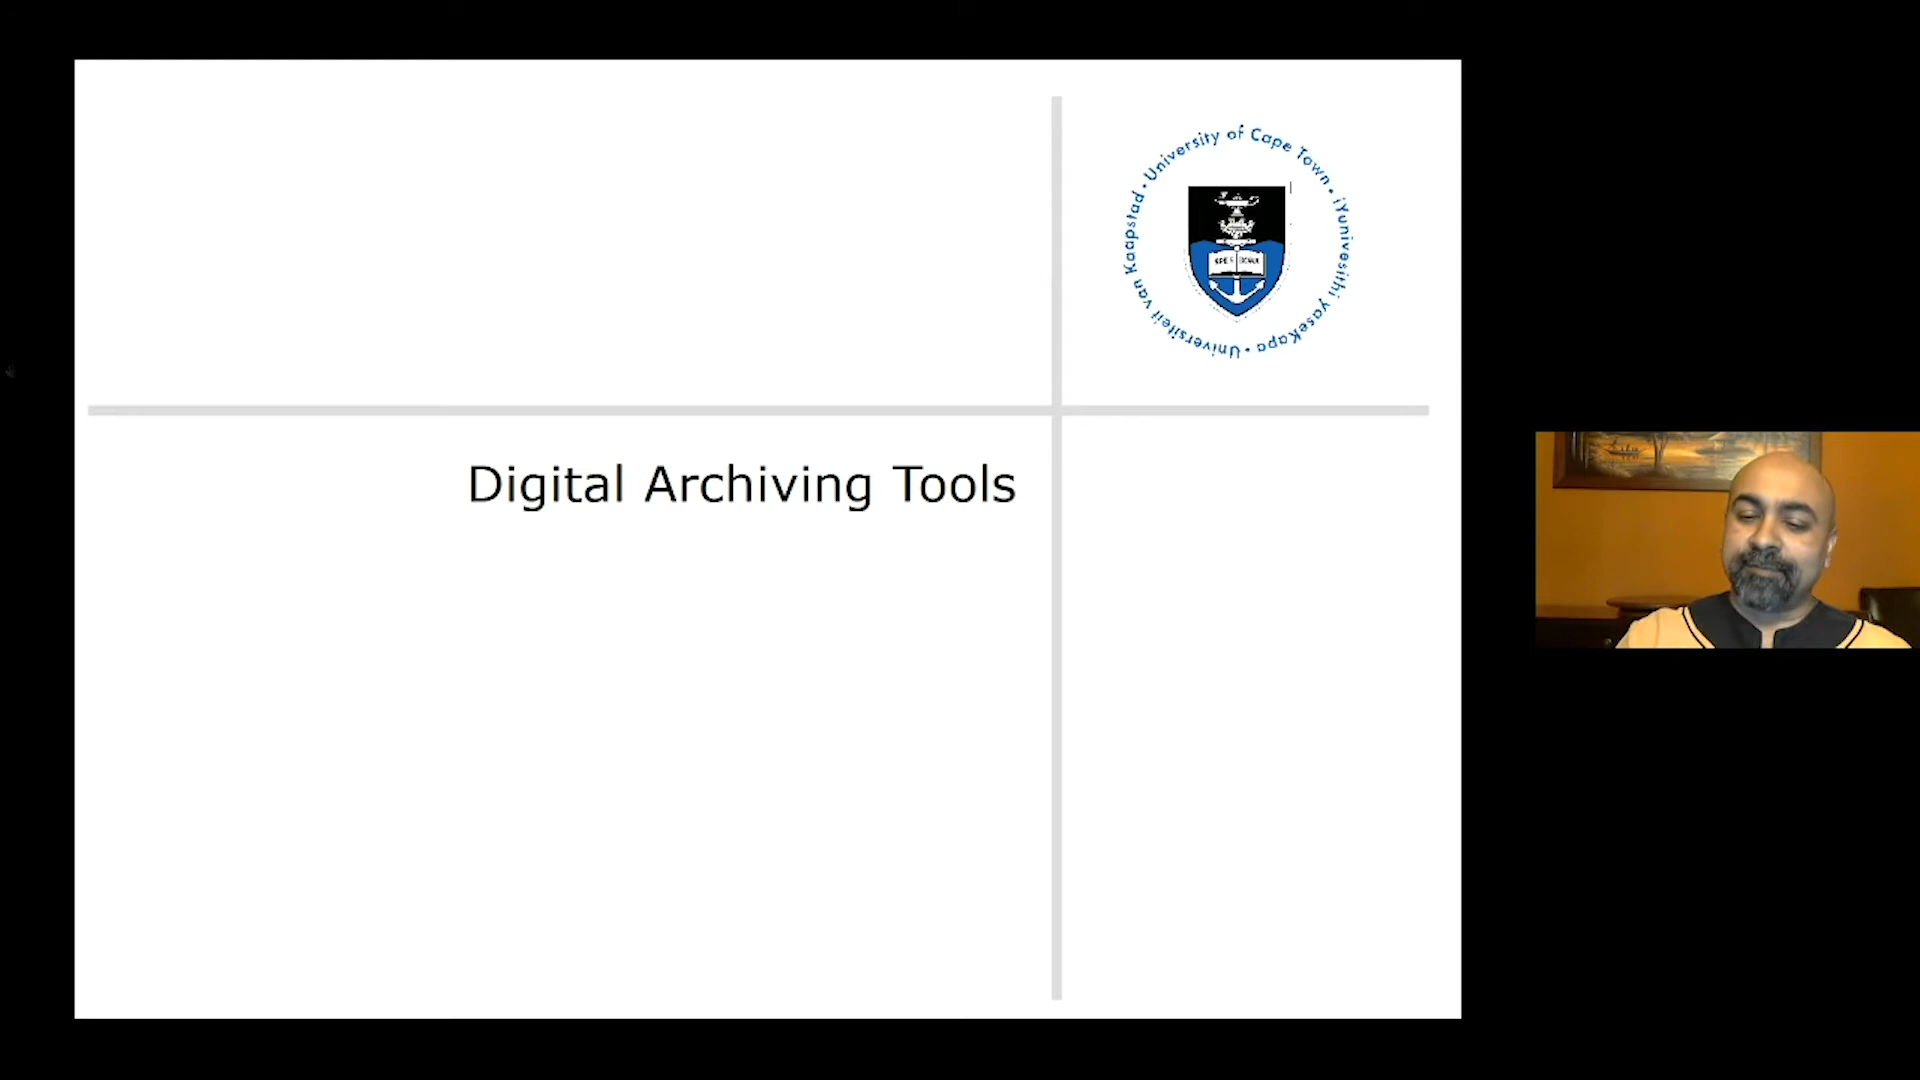 University of Cape Town • iYunivesithi yaseKapa • Universiteit van Kaapstad •
Digital Archiving Tools